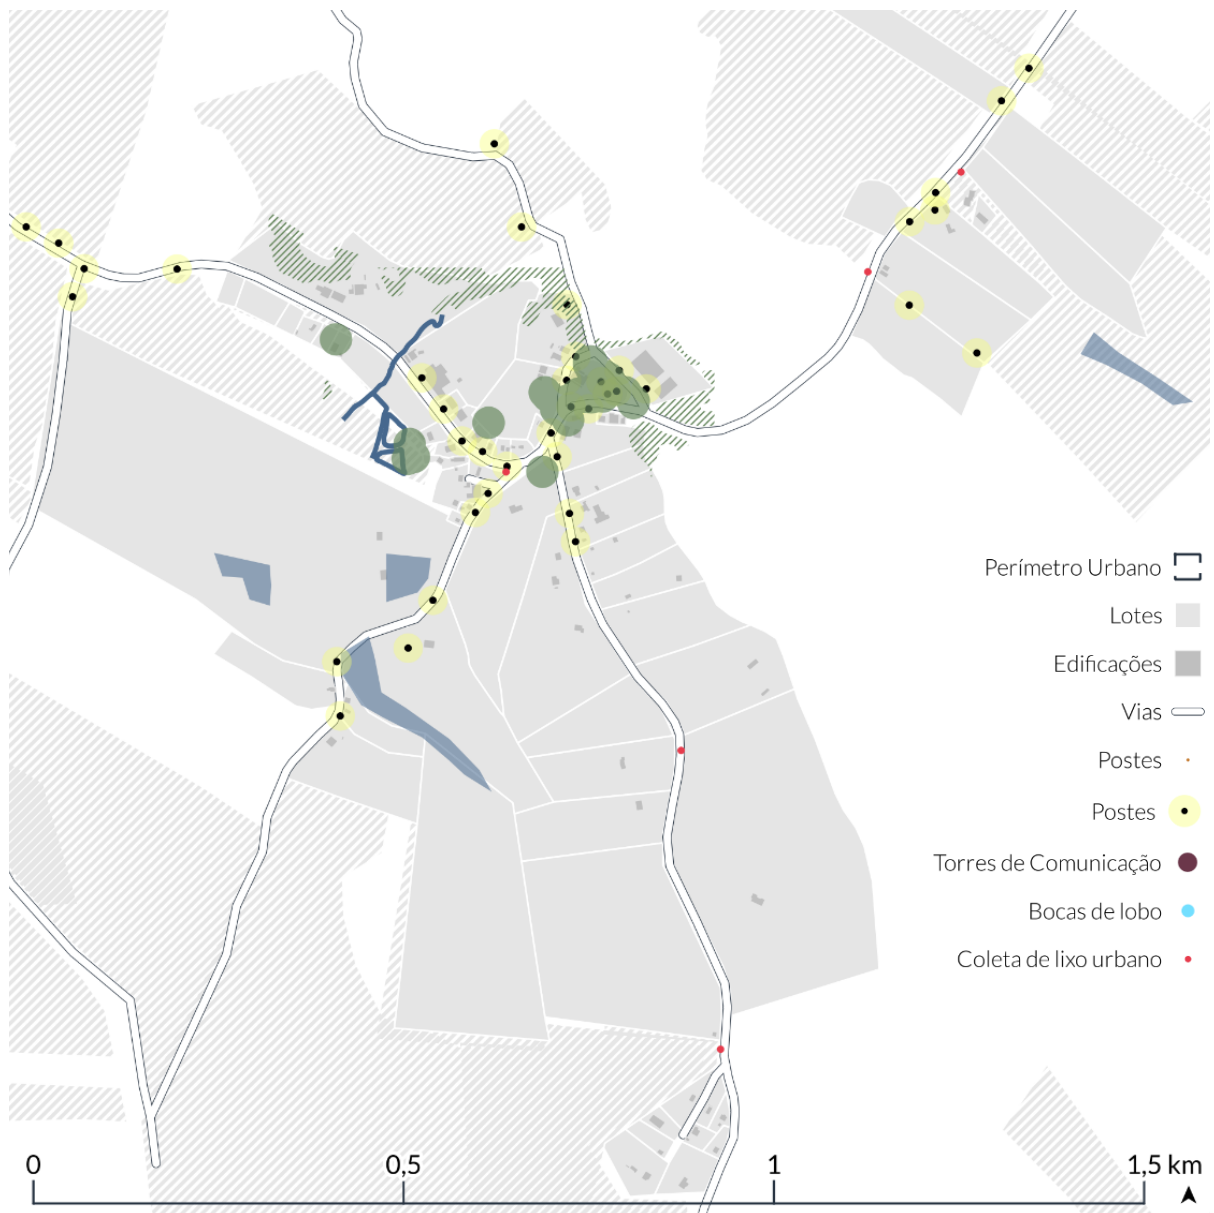 Perímetro Urbano
Lotes
Edificações
Vias
Postes
Postes
Torres de Comunicação
Bocas de lobo
Coleta de lixo urbano
0 0,5 1 1,5 km